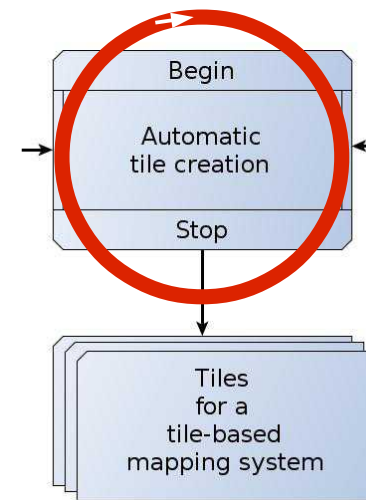 Begin
Automatic
tile creation
Stop
Tiles
for a
tile-based
mapping system